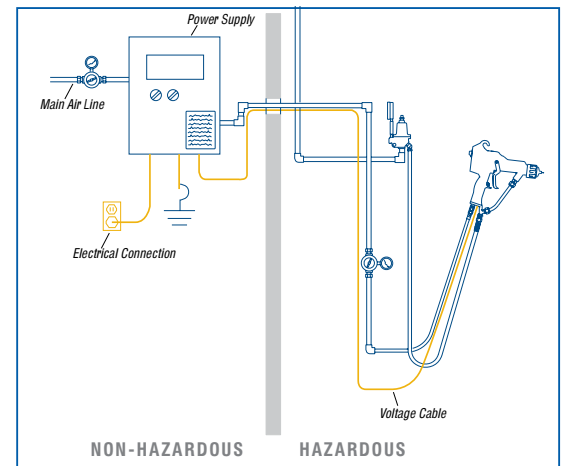 Power Supply
Main Air Line
Electrical Connection
Voltage Cable
NON-HAZARDOUS
HAZARDOUS